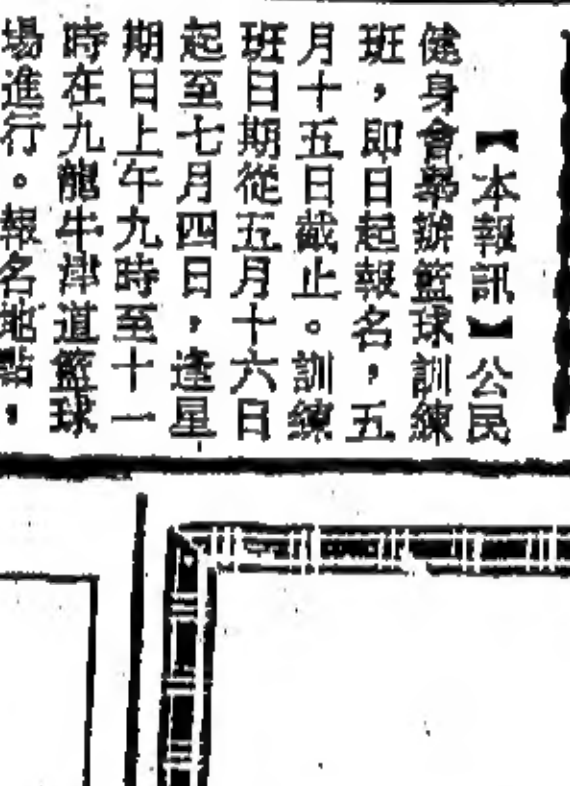 【本報訊】公民
健身會舉辦籃球訓練
班，即日起報名，五
月十五日截止。訓練
班日期從五月十六日
起至七月四日，逢星
期日上午九時至十一
時在九龍牛津道籃球
場進行。報名地點，